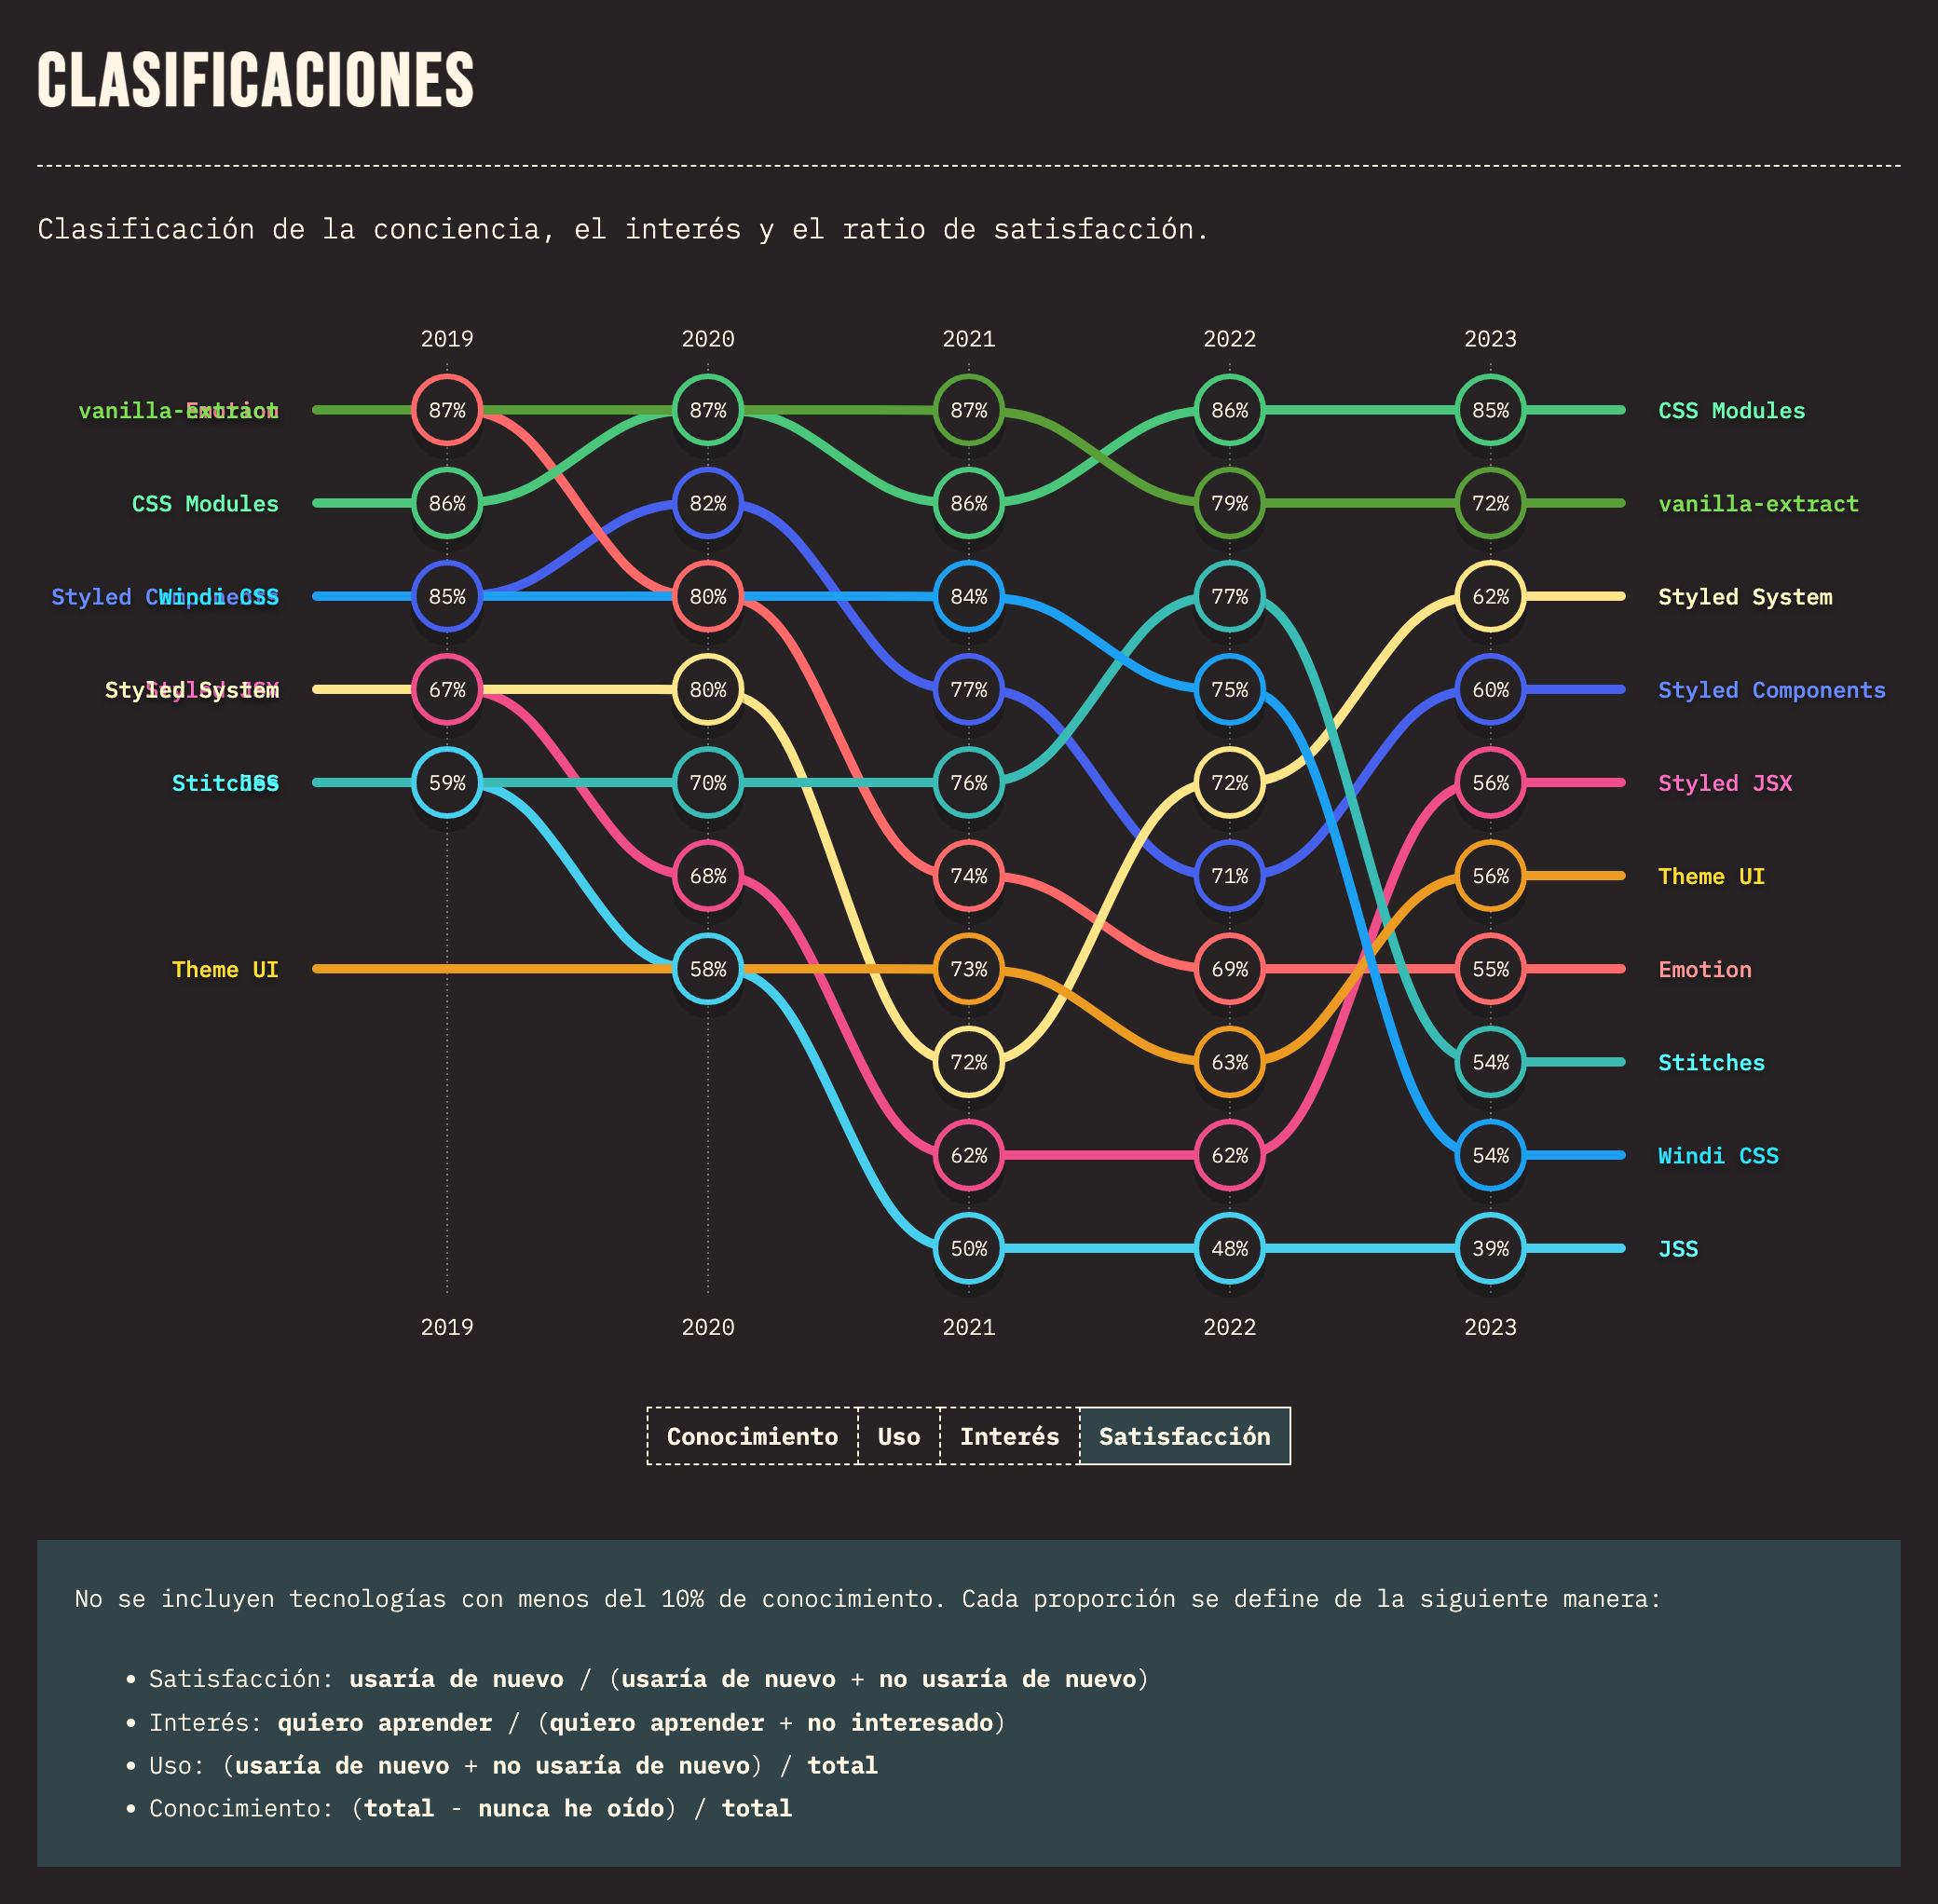 CLASIFICACIONES
Clasificación de la conciencia, el interés y el ratio de satisfacción.
2019 2020 2021 2022 2023
vanilla-extract Emotion 87% 87% 87% 86% 85% CSS Modules
CSS Modules 86% 82% 86% 79% 72% vanilla-extract
Styled Components Windi CSS 85% 80% 84% 77% 62% Styled System
Styled System Styled JSX 67% 80% 77% 75% 60% Styled Components
Stitches JSS 59% 70% 76% 72% 56% Styled JSX
68% 74% 71% 56% Theme UI
Theme UI 58% 73% 69% 55% Emotion
72% 63% 54% Stitches
62% 62% 54% Windi CSS
50% 48% 39% JSS
2019 2020 2021 2022 2023
Conocimiento Uso Interés Satisfacción
No se incluyen tecnologías con menos del 10% de conocimiento. Cada proporción se define de la siguiente manera:
• Satisfacción: usaría de nuevo / (usaría de nuevo + no usaría de nuevo)
• Interés: quiero aprender / (quiero aprender + no interesado)
• Uso: (usaría de nuevo + no usaría de nuevo) / total
• Conocimiento: (total - nunca he oído) / total